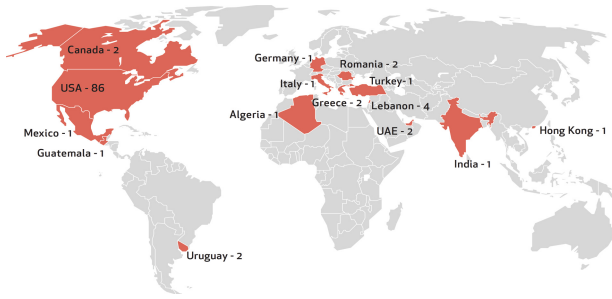 Canada - 2
Germany - 1
Romania - 2
USA - 86
Italy - 1
Turkey- 1
Greece - 2
Lebanon - 4
Algeria - 1
Mexico - 1
UAE - 2
Hong Kong - 1
Guatemala - 1
India - 1
Uruguay - 2